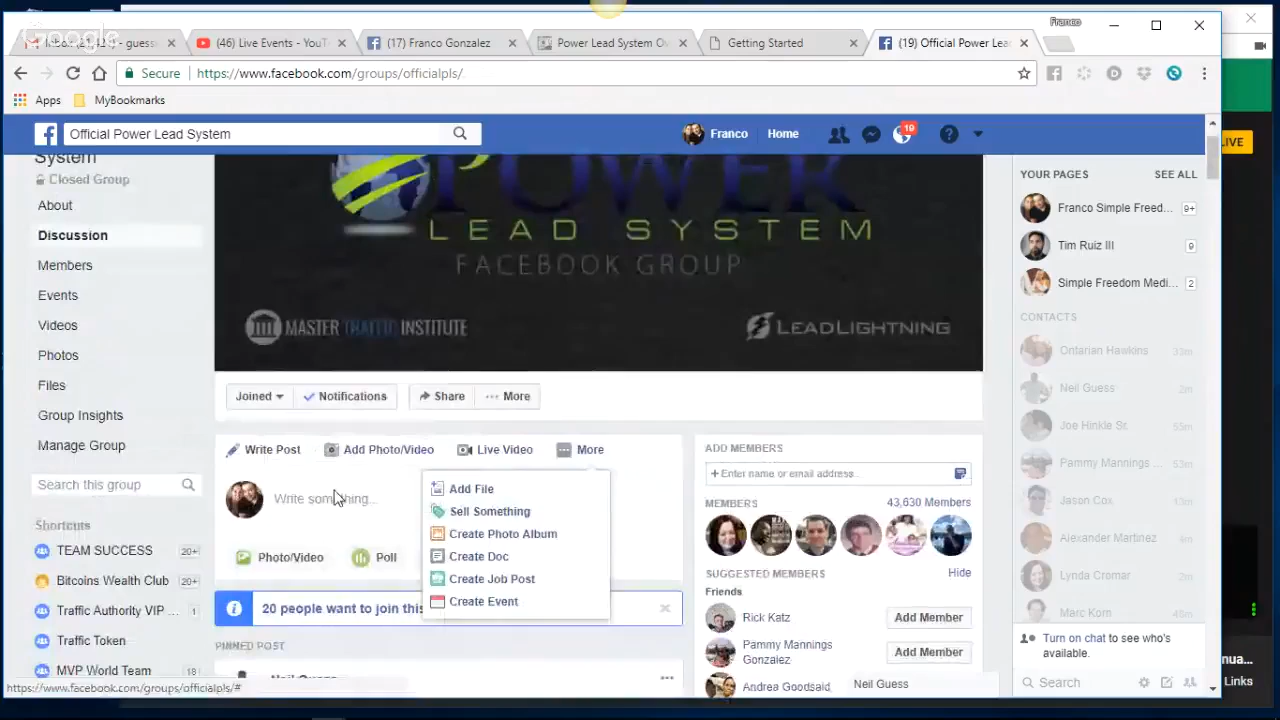 Google
Franco
(46) Live Events - YouT
(17) Franco Gonzalez
Power Lead System Ov
Getting Started
(19) Official Power Lea
Secure
https://www.facebook.com/groups/officialpls/
Apps
MyBookmarks
Official Power Lead System
Franco
Home
19
System
Closed Group
About
Discussion
Members
Events
Videos
Photos
Files
Group Insights
Manage Group
Search this group
Shortcuts
TEAM SUCCESS 20+
Bitcoins Wealth Club 20+
Traffic Authority VIP ... 1
Traffic Token
MVP World Team 18+
https://www.facebook.com/groups/officialpls/#
POWER
LEAD SYSTEM
FACEBOOK GROUP
MASTER TRAFFIC INSTITUTE
LEADLIGHTNING
Joined
Notifications
Share
More
Write Post
Add Photo/Video
Live Video
More
Write something...
Photo/Video
Poll
Add File
Sell Something
Create Photo Album
Create Doc
Create Job Post
Create Event
20 people want to join this
PINNED POST
Neil Guess
ADD MEMBERS
+ Enter name or email address...
MEMBERS
43,630 Members
SUGGESTED MEMBERS
Hide
Friends
Rick Katz
Add Member
Pammy Mannings
Gonzalez
Add Member
Andrea Goodsaid
Neil Guess
YOUR PAGES
SEE ALL
Franco Simple Freed... 9+
Tim Ruiz III 9
Simple Freedom Medi... 2
CONTACTS
Ontarian Hawkins 33m
Neil Guess 2m
Joe Hinkle Sr. 53m
Pammy Mannings ...
Jason Cox
Alexander Martinez
Lynda Cromar
Marc Korn
Turn on chat to see who's
available.
Search
LIVE
nua...
Links